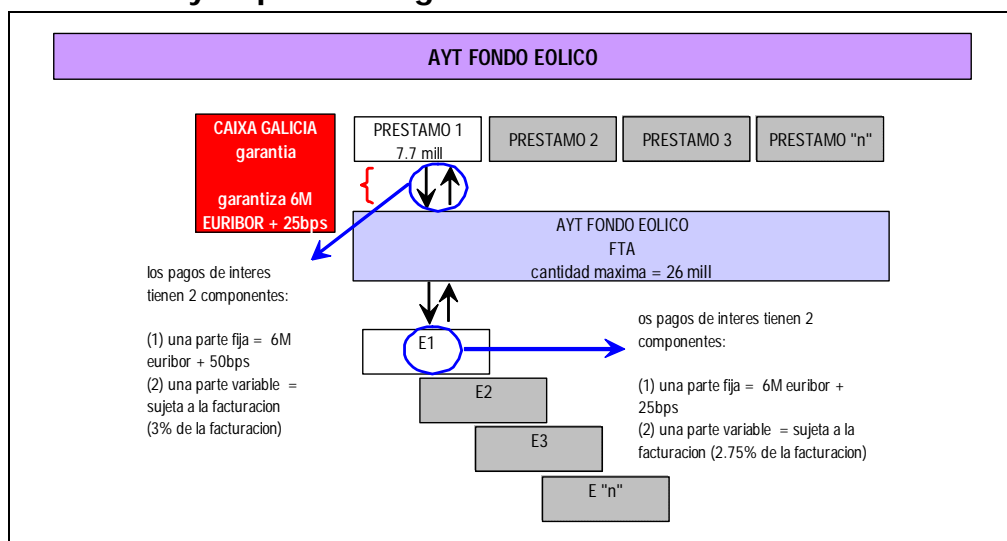 AYT FONDO EOLICO
CAIXA GALICIA
garantia
garantiza 6M
EURIBOR + 25bps
PRESTAMO 1
7.7 mill
PRESTAMO 2
PRESTAMO 3
PRESTAMO "n"
AYT FONDO EOLICO
FTA
cantidad maxima = 26 mill
los pagos de interes
tienen 2 componentes:
(1) una parte fija = 6M
euribor + 50bps
(2) una parte variable =
sujeta a la facturacion
(3% de la facturacion)
E1
E2
E3
E "n"
os pagos de interes tienen 2
componentes:
(1) una parte fija = 6M euribor +
25bps
(2) una parte variable = sujeta a la
facturacion (2.75% de la facturacion)